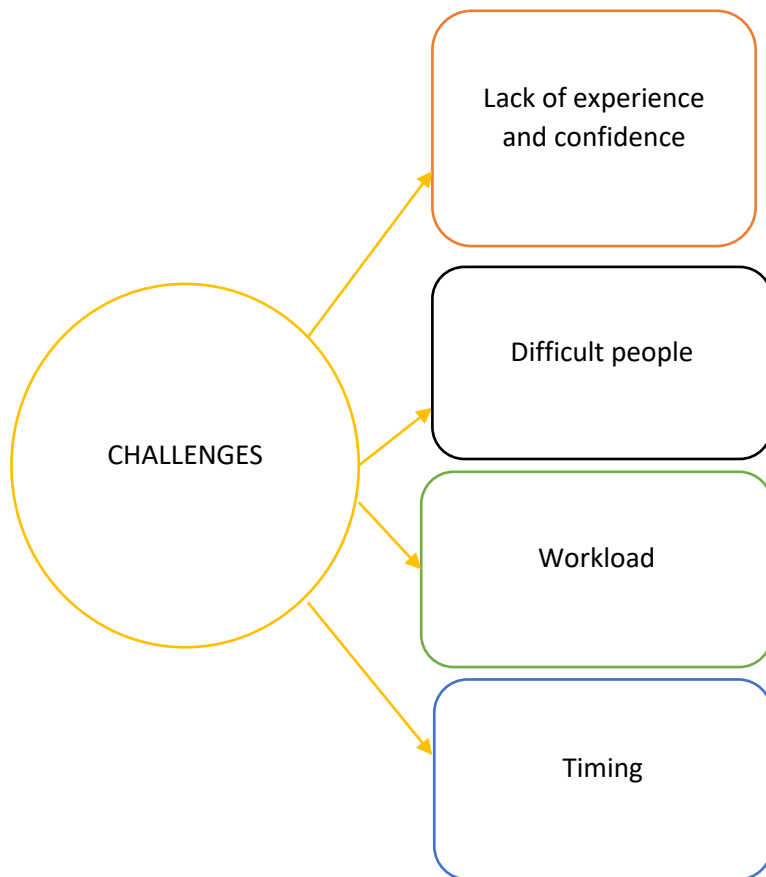 Lack of experience
and confidence
Difficult people
CHALLENGES
Workload
Timing